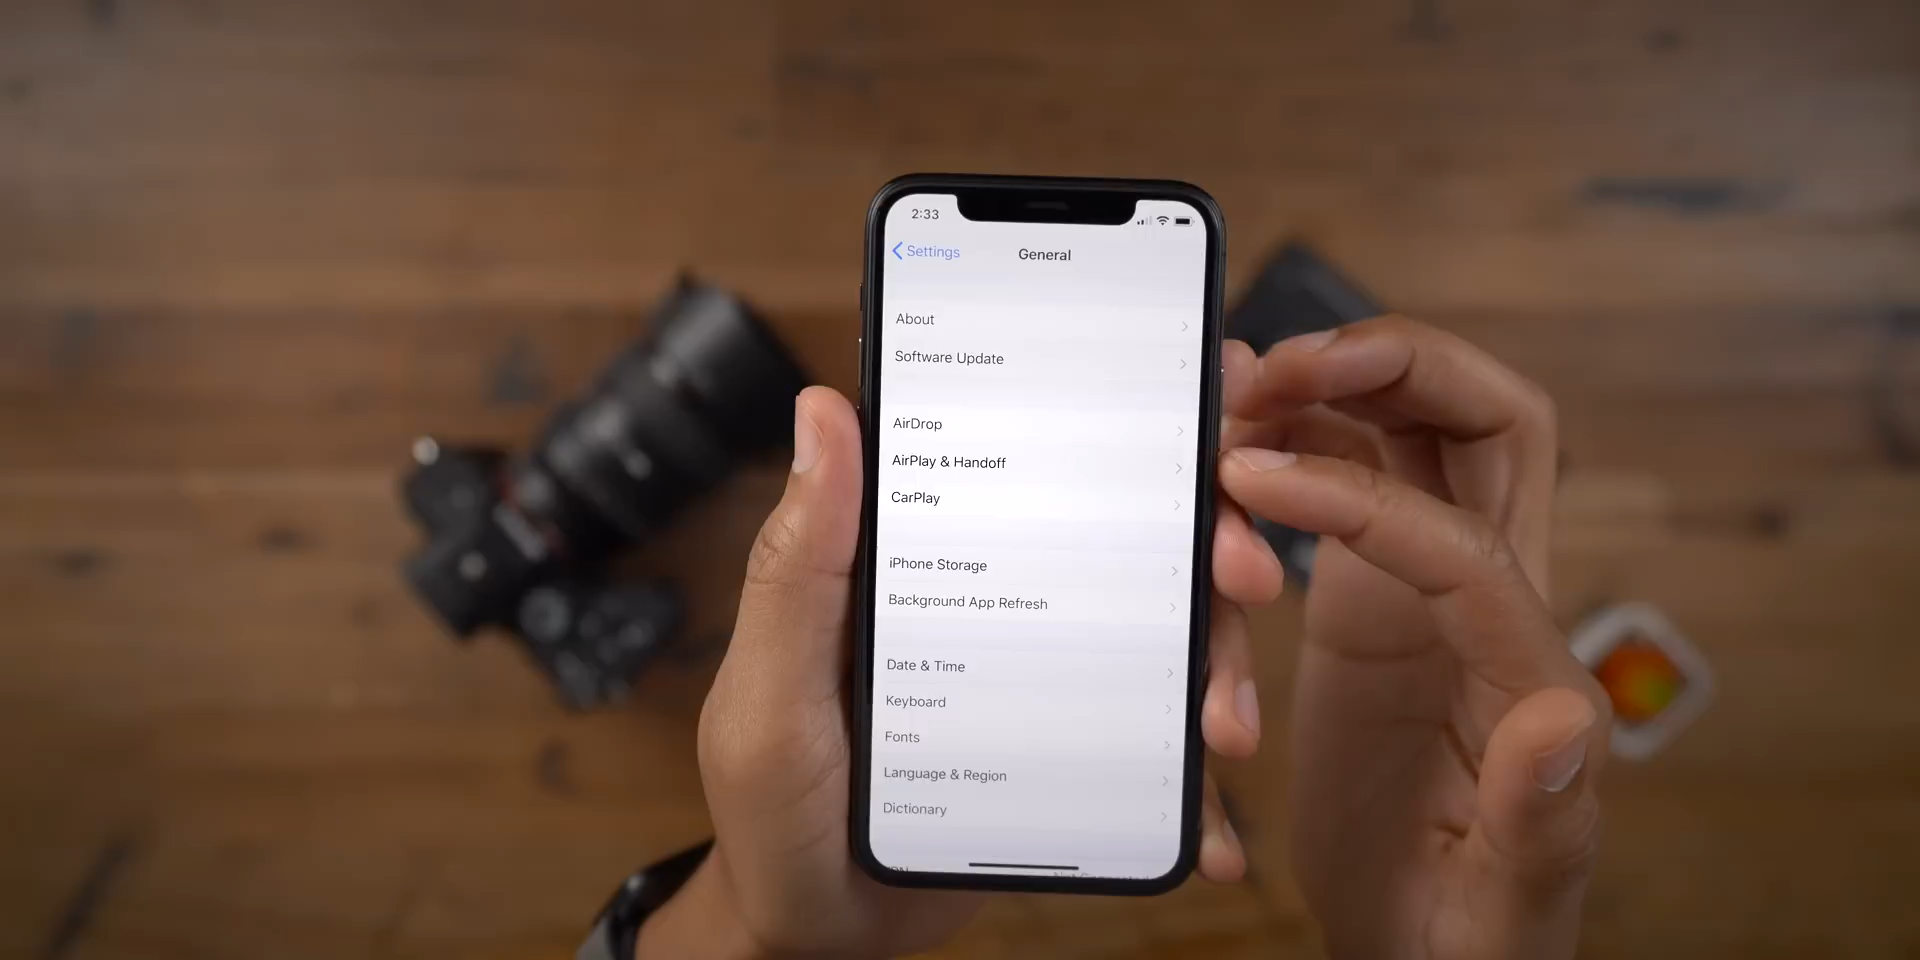 2:33
Settings
General
About
Software Update
AirDrop
AirPlay & Handoff
CarPlay
iPhone Storage
Background App Refresh
Date & Time
Keyboard
Fonts
Language & Region
Dictionary